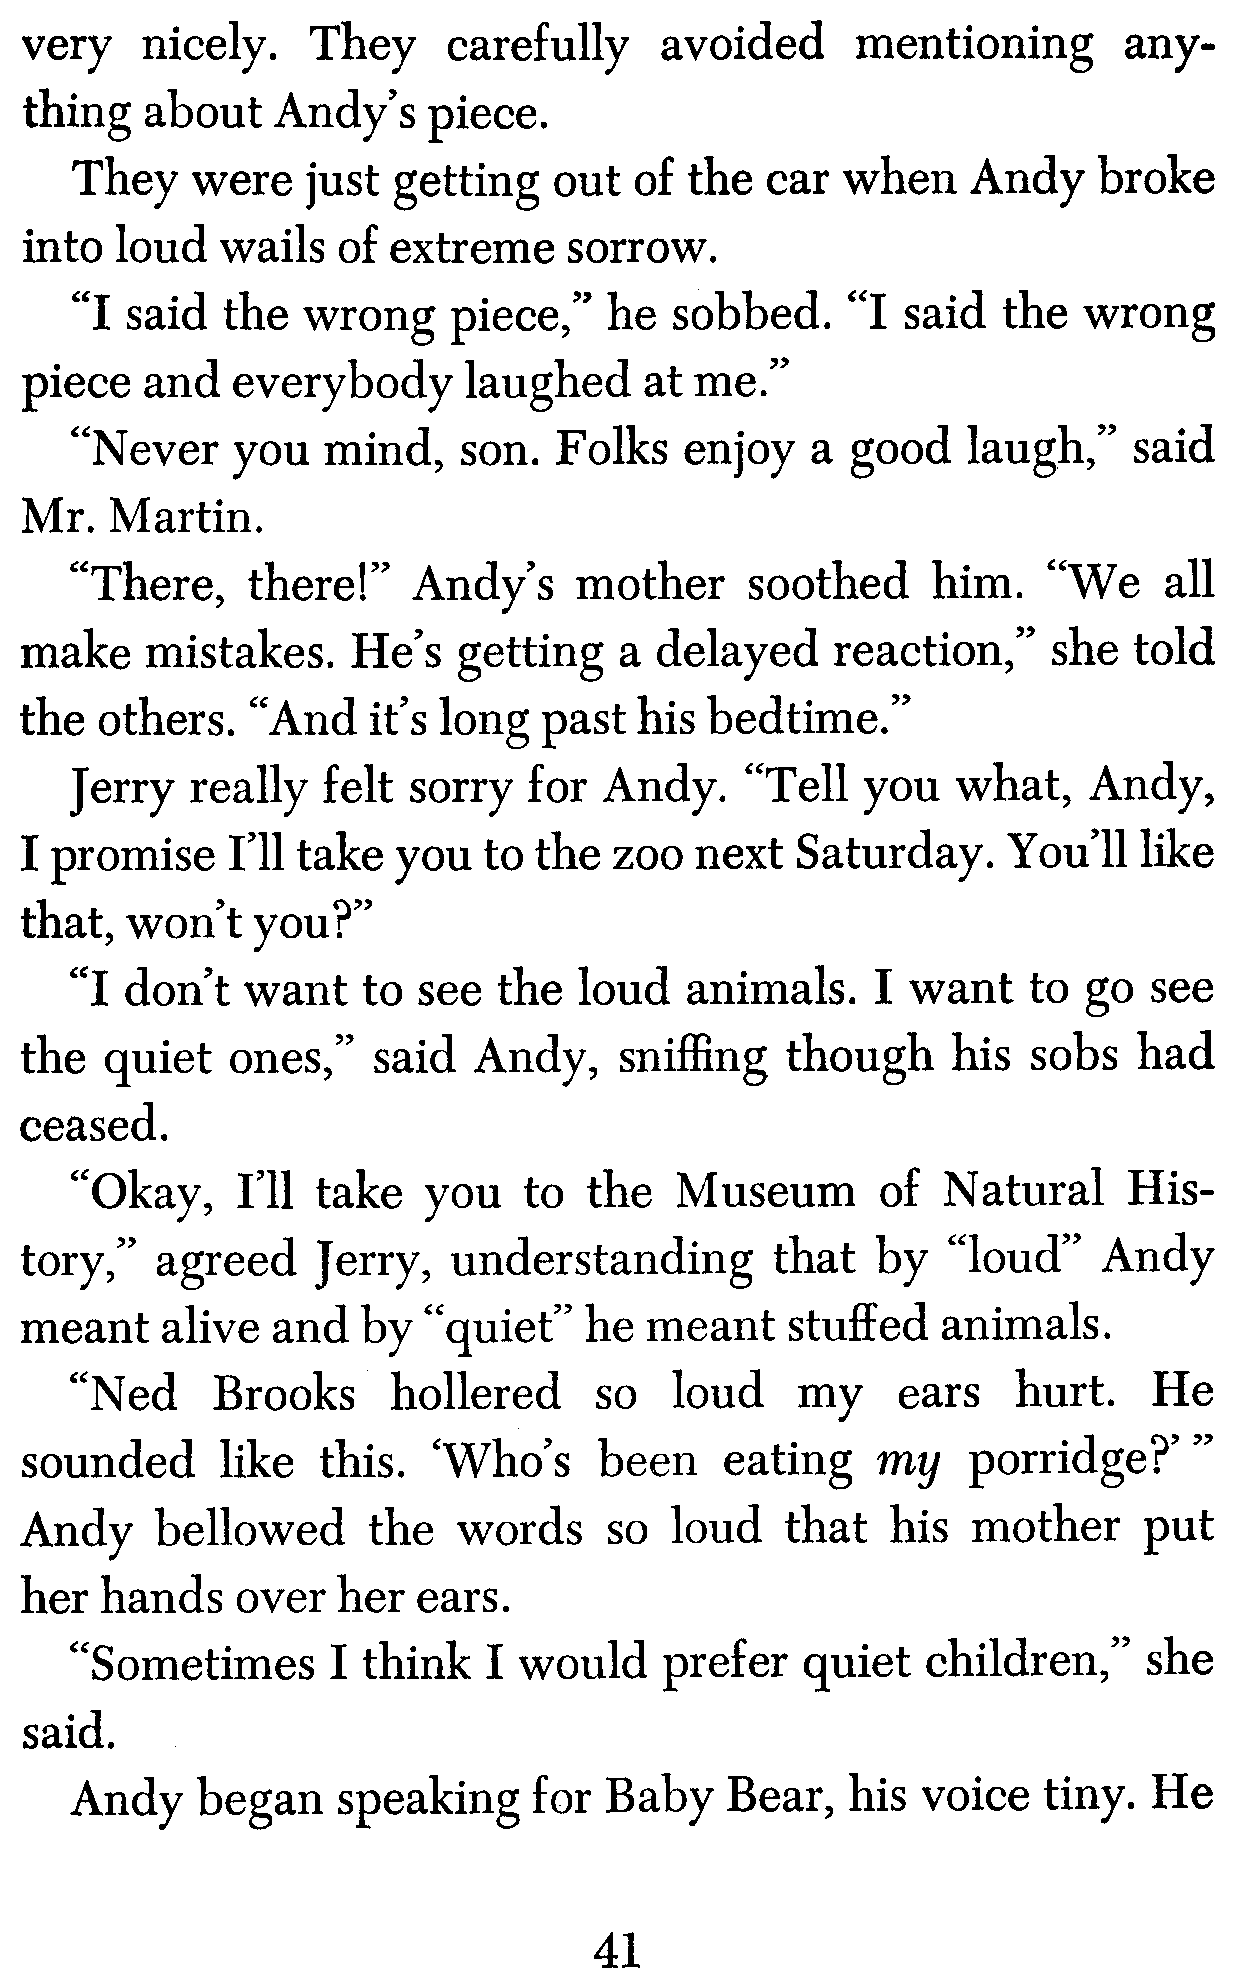 very nicely. They carefully avoided mentioning any-
thing about Andy's piece.
They were just getting out of the car when Andy broke
into loud wails of extreme sorrow.
“I said the wrong piece,” he sobbed. “I said the wrong
piece and everybody laughed at me.”
“Never you mind, son. Folks enjoy a good laugh,” said
Mr. Martin.
“There, there!” Andy's mother soothed him. “We all
make mistakes. He's getting a delayed reaction,” she told
the others. “And it's long past his bedtime.”
Jerry really felt sorry for Andy. “Tell you what, Andy,
I promise I'll take you to the zoo next Saturday. You'll like
that, won't you?”
“I don't want to see the loud animals. I want to go see
the quiet ones,” said Andy, sniffing though his sobs had
ceased.
“Okay, I'll take you to the Museum of Natural His-
tory,” agreed Jerry, understanding that by “loud” Andy
meant alive and by “quiet” he meant stuffed animals.
“Ned Brooks hollered so loud my ears hurt. He
sounded like this. ‘Who's been eating my porridge?’ ”
Andy bellowed the words so loud that his mother put
her hands over her ears.
“Sometimes I think I would prefer quiet children,” she
said.
Andy began speaking for Baby Bear, his voice tiny. He
41